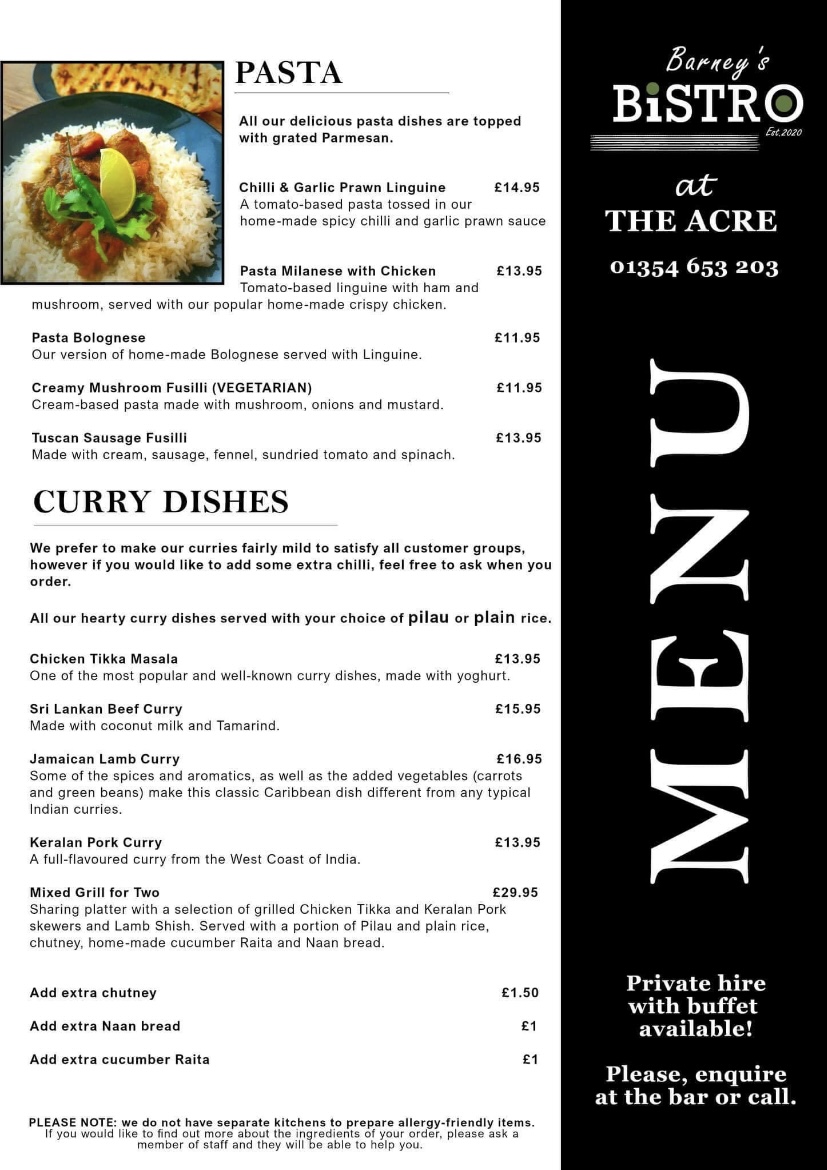 PASTA
All our delicious pasta dishes are topped
with grated Parmesan.
Chilli & Garlic Prawn Linguine £14.95
A tomato-based pasta tossed in our
home-made spicy chilli and garlic prawn sauce
Pasta Milanese with Chicken £13.95
Tomato-based linguine with ham and
mushroom, served with our popular home-made crispy chicken.
Pasta Bolognese £11.95
Our version of home-made Bolognese served with Linguine.
Creamy Mushroom Fusilli (VEGETARIAN) £11.95
Cream-based pasta made with mushroom, onions and mustard.
Tuscan Sausage Fusilli £13.95
Made with cream, sausage, fennel, sundried tomato and spinach.
CURRY DISHES
We prefer to make our curries fairly mild to satisfy all customer groups,
however if you would like to add some extra chilli, feel free to ask when you
order.
All our hearty curry dishes served with your choice of pilau or plain rice.
Chicken Tikka Masala £13.95
One of the most popular and well-known curry dishes, made with yoghurt.
Sri Lankan Beef Curry £15.95
Made with coconut milk and Tamarind.
Jamaican Lamb Curry £16.95
Some of the spices and aromatics, as well as the added vegetables (carrots
and green beans) make this classic Caribbean dish different from any typical
Indian curries.
Keralan Pork Curry £13.95
A full-flavoured curry from the West Coast of India.
Mixed Grill for Two £29.95
Sharing platter with a selection of grilled Chicken Tikka and Keralan Pork
skewers and Lamb Shish. Served with a portion of Pilau and plain rice,
chutney, home-made cucumber Raita and Naan bread.
Add extra chutney £1.50
Add extra Naan bread £1
Add extra cucumber Raita £1
PLEASE NOTE: we do not have separate kitchens to prepare allergy-friendly items.
If you would like to find out more about the ingredients of your order, please ask a
member of staff and they will be able to help you.
Barney's
BiSTRO
Est.2020
at
THE ACRE
01354 653 203
MENU
Private hire
with buffet
available!
Please, enquire
at the bar or call.